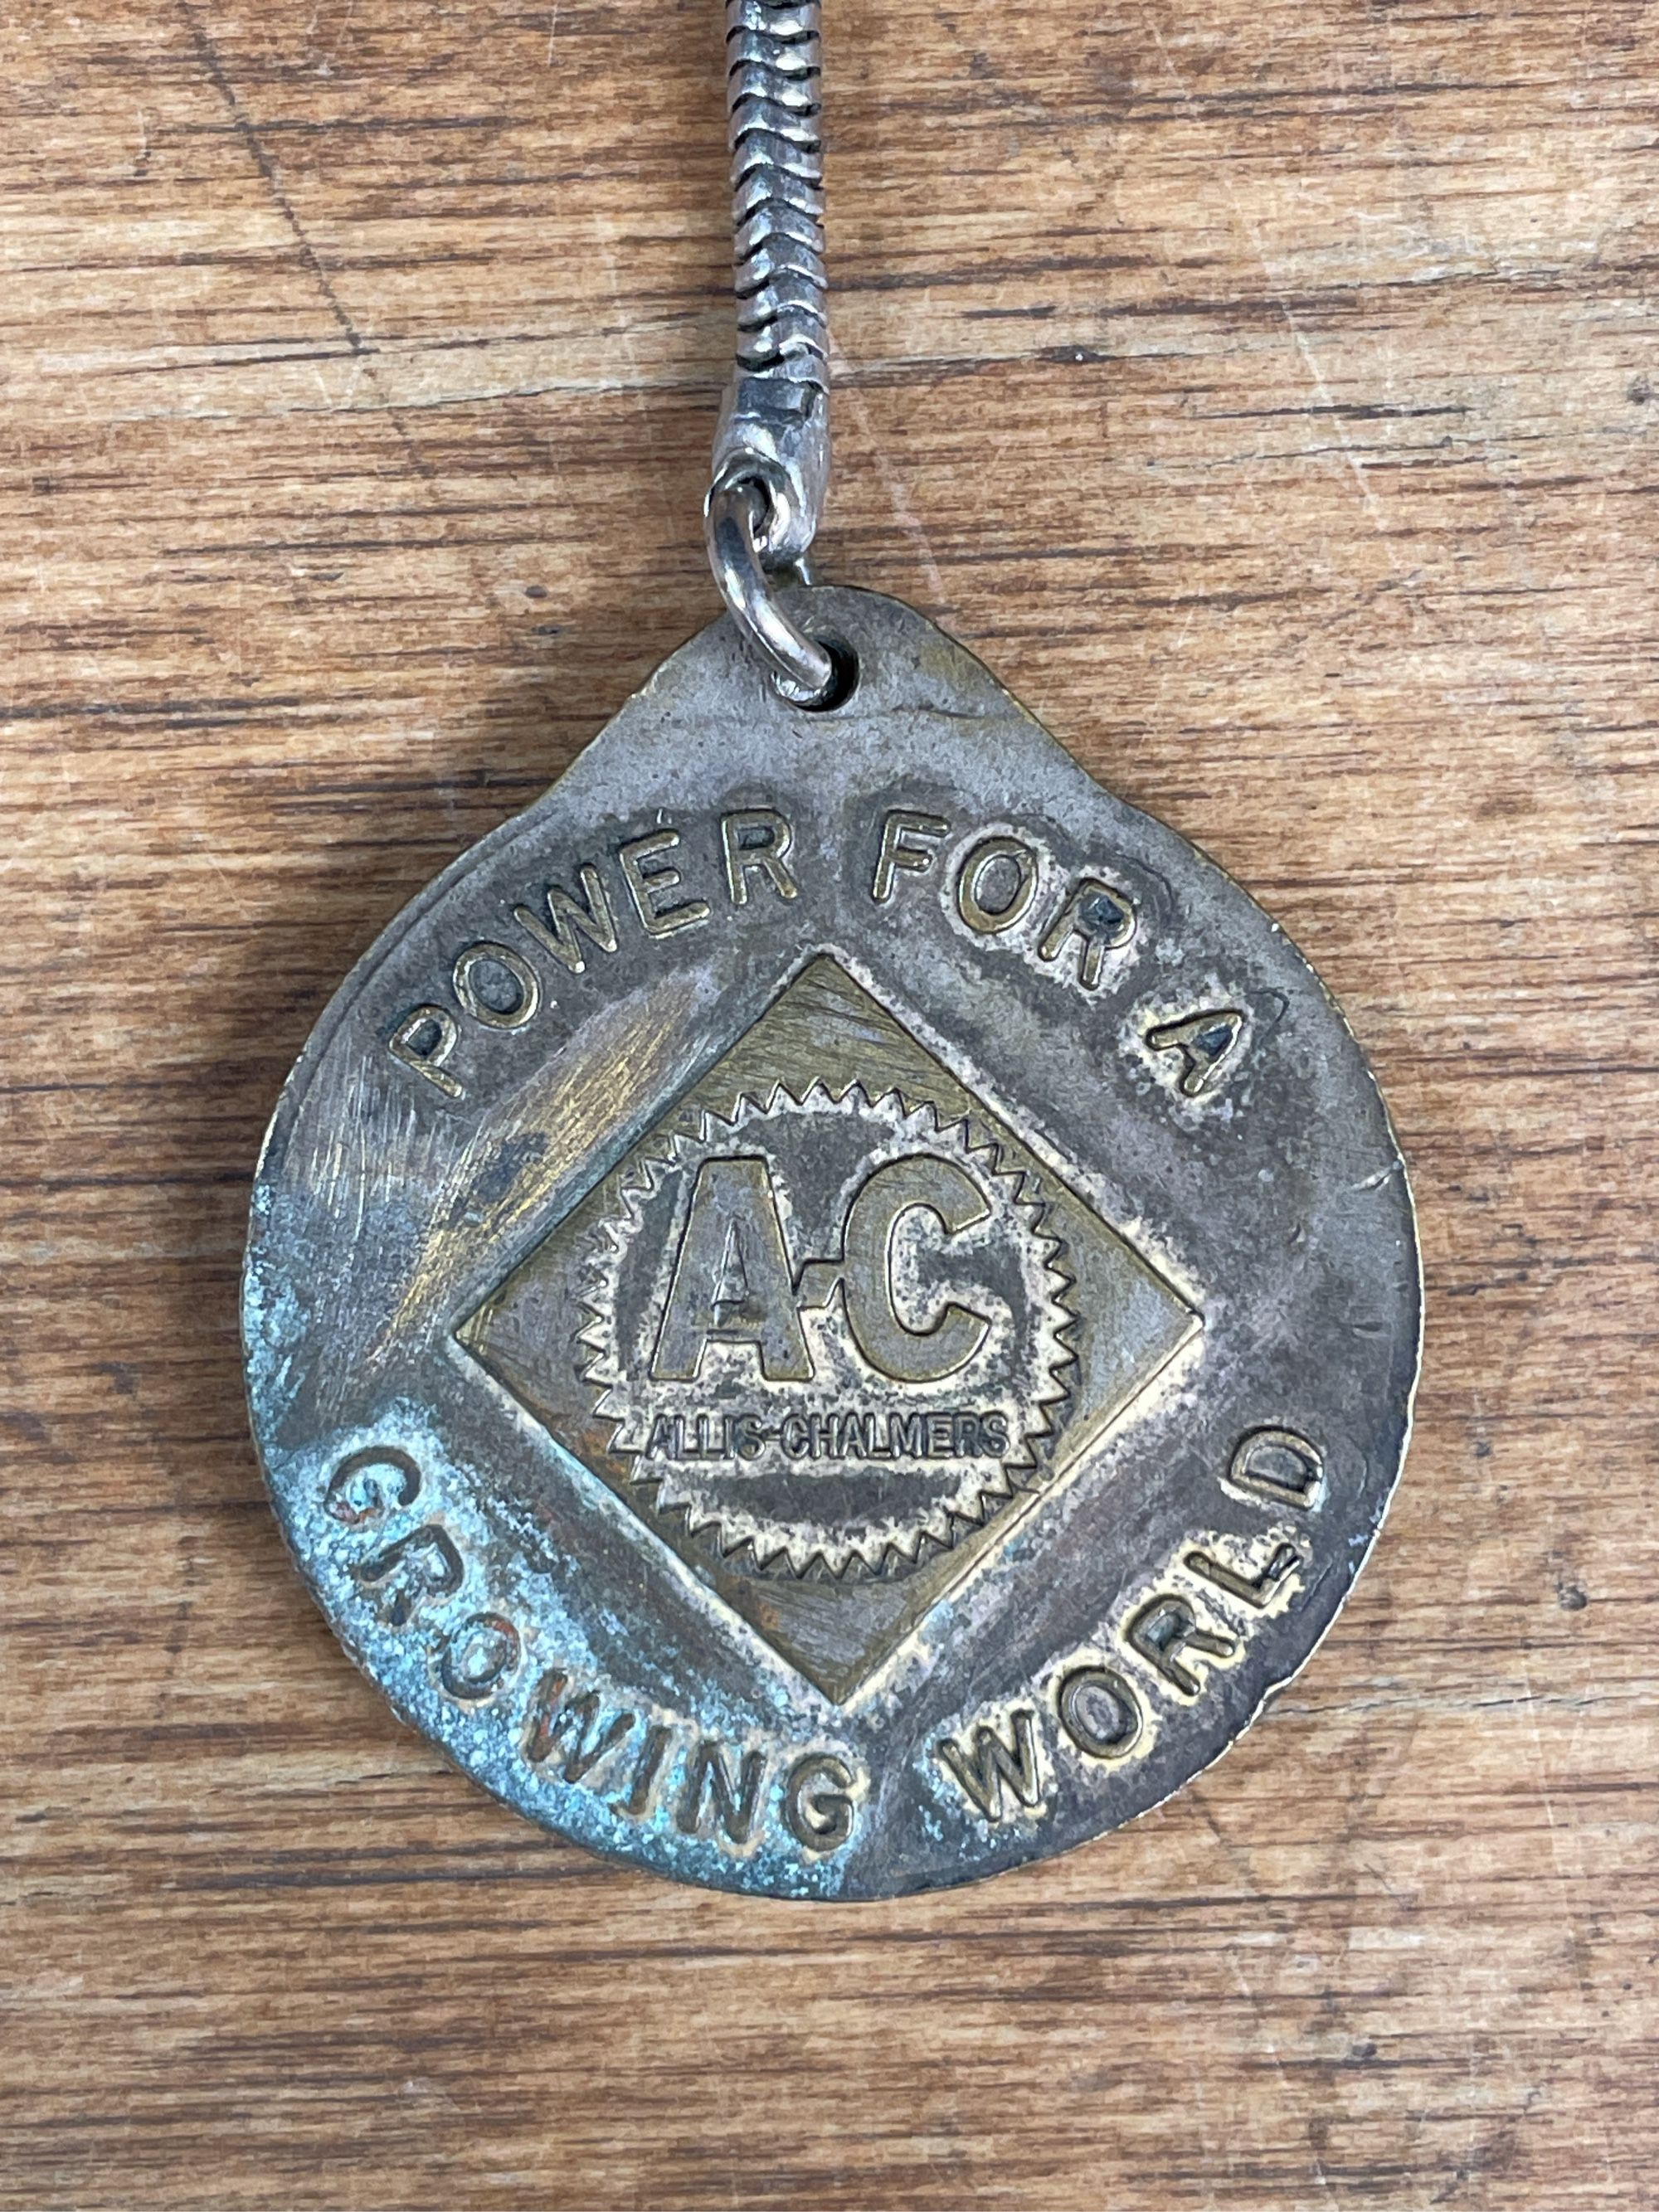 POWER FOR A
A-C
ALLIS-CHALMERS
GROWING WORLD